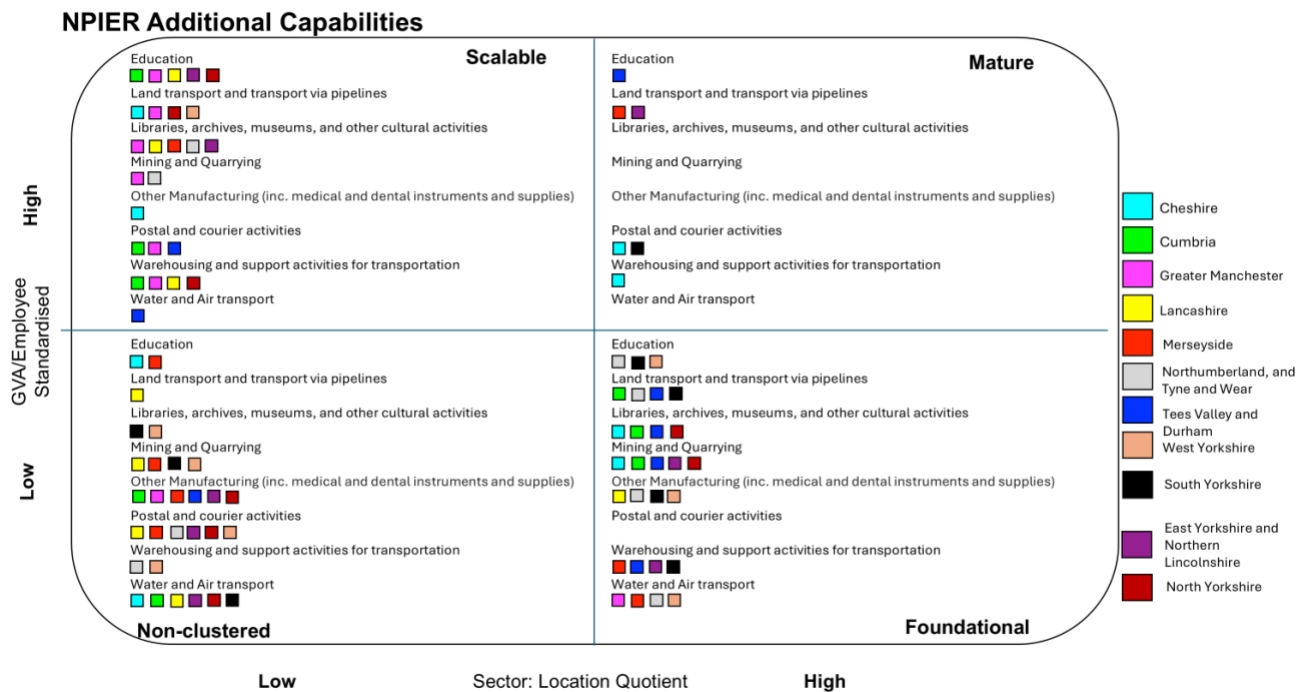 NPIER Additional Capabilities
Scalable
Education
Land transport and transport via pipelines
Libraries, archives, museums, and other cultural activities
Mining and Quarrying
Other Manufacturing (inc. medical and dental instruments and supplies)
Postal and courier activities
Warehousing and support activities for transportation
Water and Air transport
Mature
Education
Land transport and transport via pipelines
Libraries, archives, museums, and other cultural activities
Mining and Quarrying
Other Manufacturing (inc. medical and dental instruments and supplies)
Postal and courier activities
Warehousing and support activities for transportation
Water and Air transport
High
GVA/Employee
Standardised
Low
Education
Land transport and transport via pipelines
Libraries, archives, museums, and other cultural activities
Mining and Quarrying
Other Manufacturing (inc. medical and dental instruments and supplies)
Postal and courier activities
Warehousing and support activities for transportation
Water and Air transport
Non-clustered
Education
Land transport and transport via pipelines
Libraries, archives, museums, and other cultural activities
Mining and Quarrying
Other Manufacturing (inc. medical and dental instruments and supplies)
Postal and courier activities
Warehousing and support activities for transportation
Water and Air transport
Foundational
Low
Sector: Location Quotient
High
Cheshire
Cumbria
Greater Manchester
Lancashire
Merseyside
Northumberland, and
Tyne and Wear
Tees Valley and
Durham
West Yorkshire
South Yorkshire
East Yorkshire and
Northern
Lincolnshire
North Yorkshire